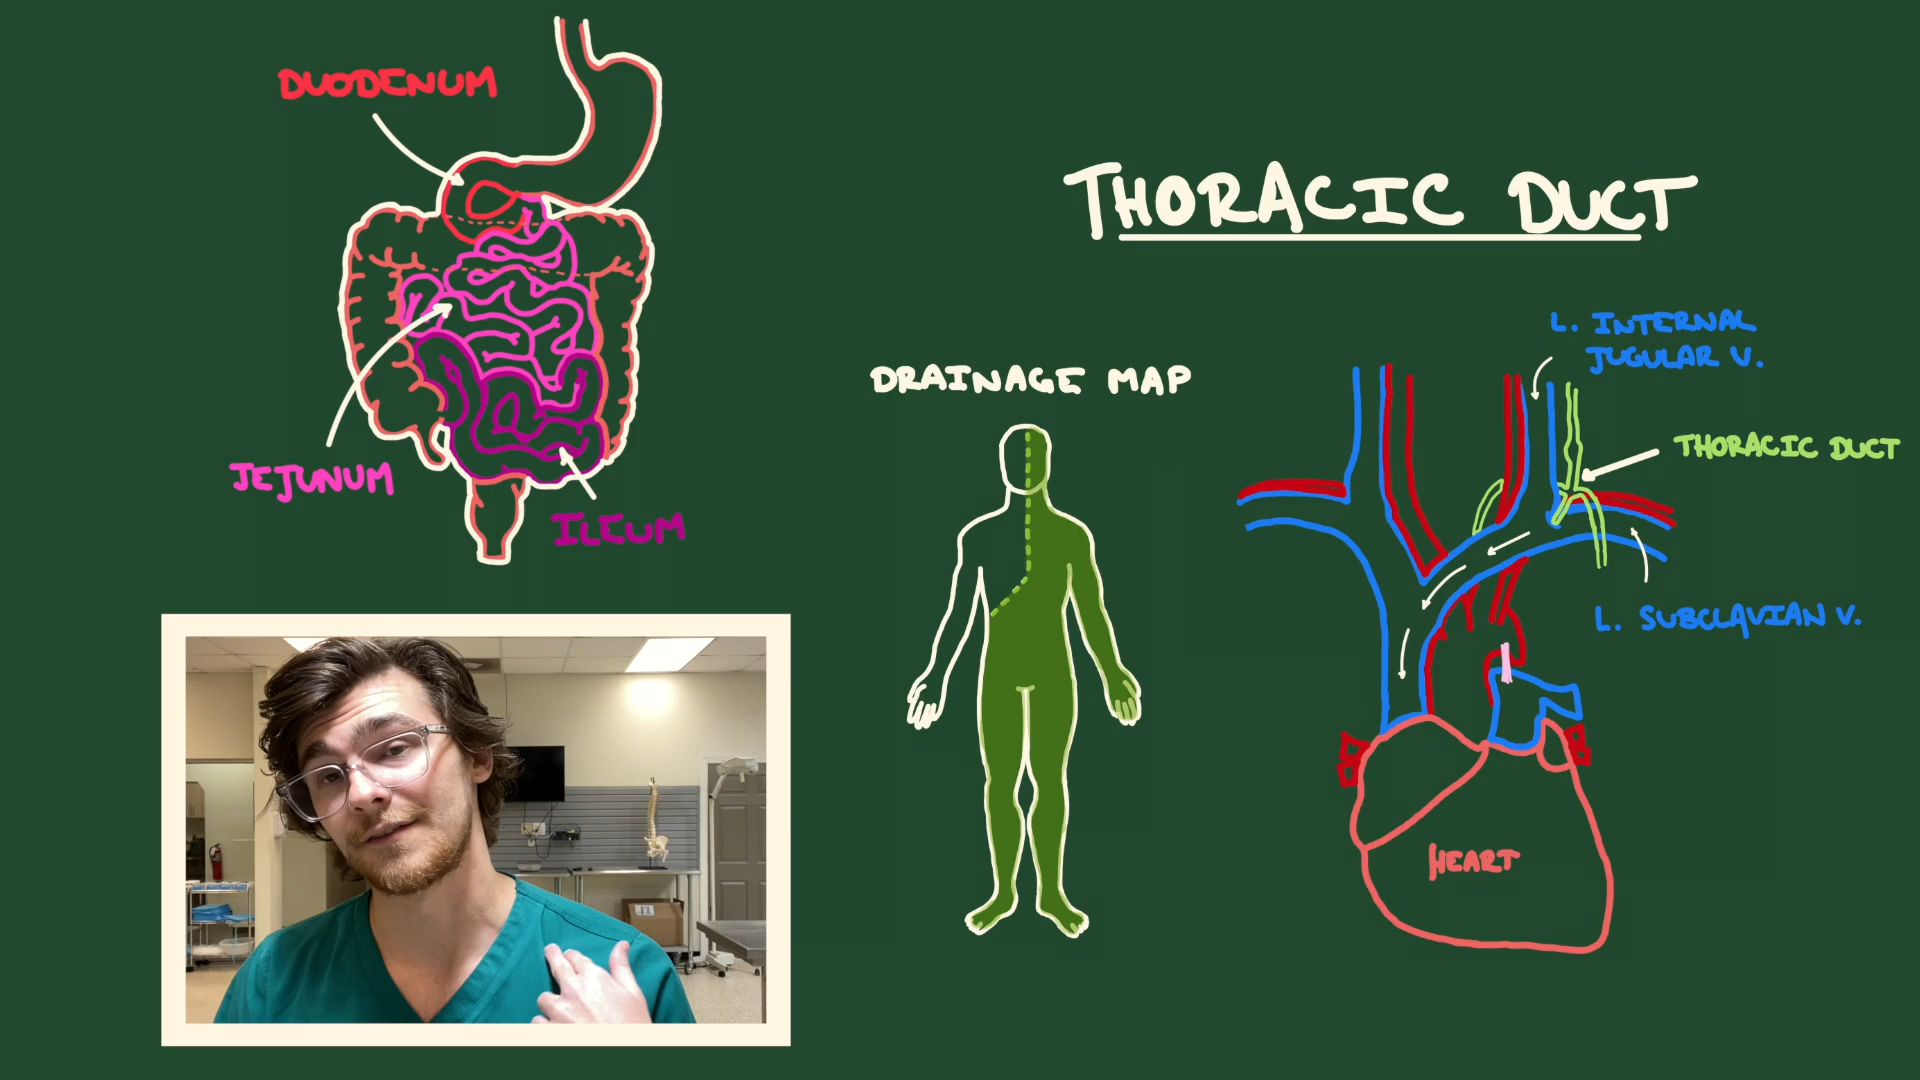 DUODENUM
JEJUNUM
ILEUM
THORACIC DUCT
DRAINAGE MAP
L. INTERNAL
JUGULAR V.
THORACIC DUCT
L. SUBCLAVIAN V.
HEART